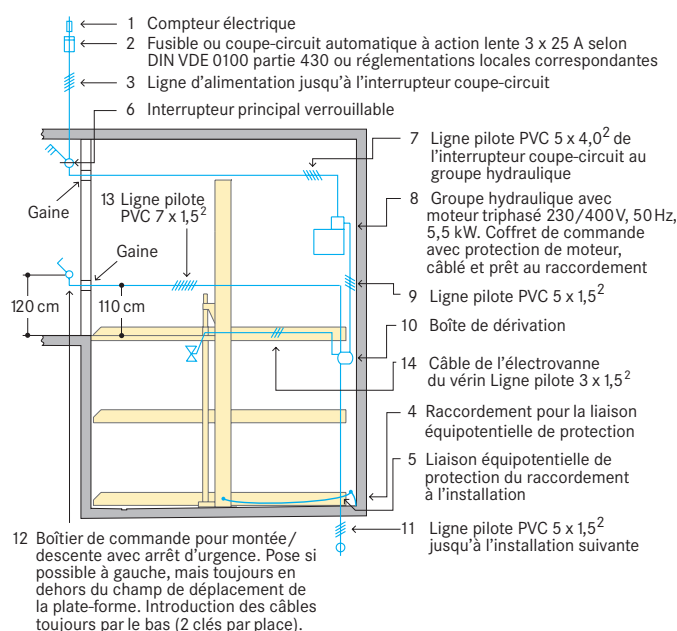 1 Compteur électrique
2 Fusible ou coupe-circuit automatique à action lente 3 x 25 A selon
DIN VDE 0100 partie 430 ou réglementations locales correspondantes
3 Ligne d'alimentation jusqu'à l'interrupteur coupe-circuit
6 Interrupteur principal verrouillable
7 Ligne pilote PVC 5 x 4,0² de
l'interrupteur coupe-circuit au
groupe hydraulique
8 Groupe hydraulique avec
moteur triphasé 230/400 V, 50 Hz,
5,5 kW. Coffret de commande
avec protection de moteur,
câblé et prêt au raccordement
9 Ligne pilote PVC 5 x 1,5²
10 Boîte de dérivation
14 Câble de l'électrovanne
du vérin Ligne pilote 3 x 1,5²
4 Raccordement pour la liaison
équipotentielle de protection
5 Liaison équipotentielle de
protection du raccordement
à l'installation
11 Ligne pilote PVC 5 x 1,5²
jusqu'à l'installation suivante
Gaine
13 Ligne pilote
PVC 7 x 1,5²
Gaine
120 cm
110 cm
12 Boîtier de commande pour montée/
descente avec arrêt d'urgence. Pose si
possible à gauche, mais toujours en
dehors du champ de déplacement de
la plate-forme. Introduction des câbles
toujours par le bas (2 clés par place).